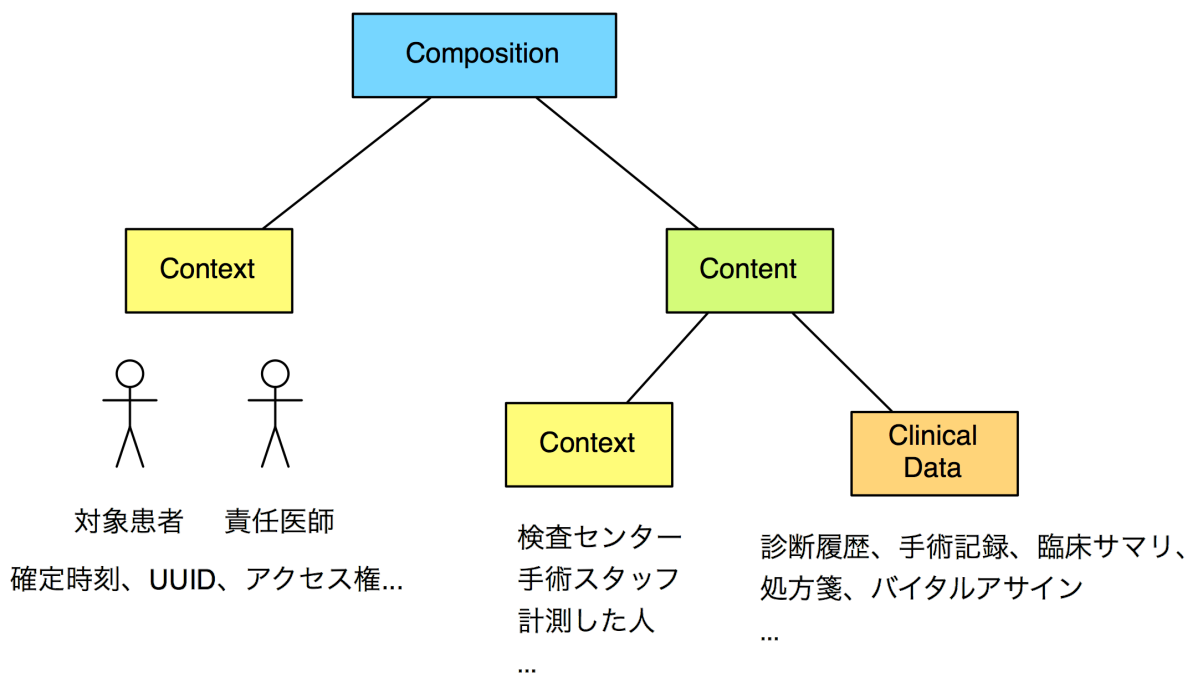 Composition
Context
Content
対象患者
責任医師
確定時刻、UUID、アクセス権...
Context
検査センター
手術スタッフ
計測した人
...
Clinical
Data
診断履歴、手術記録、臨床サマリ、
処方箋、バイタルアサイン
...